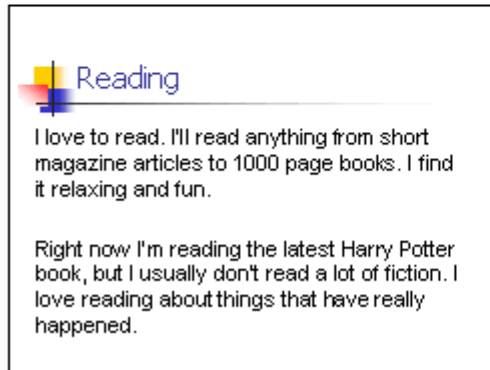 Reading
I love to read. I'll read anything from short
magazine articles to 1000 page books. I find
it relaxing and fun.
Right now I'm reading the latest Harry Potter
book, but I usually don't read a lot of fiction. I
love reading about things that have really
happened.